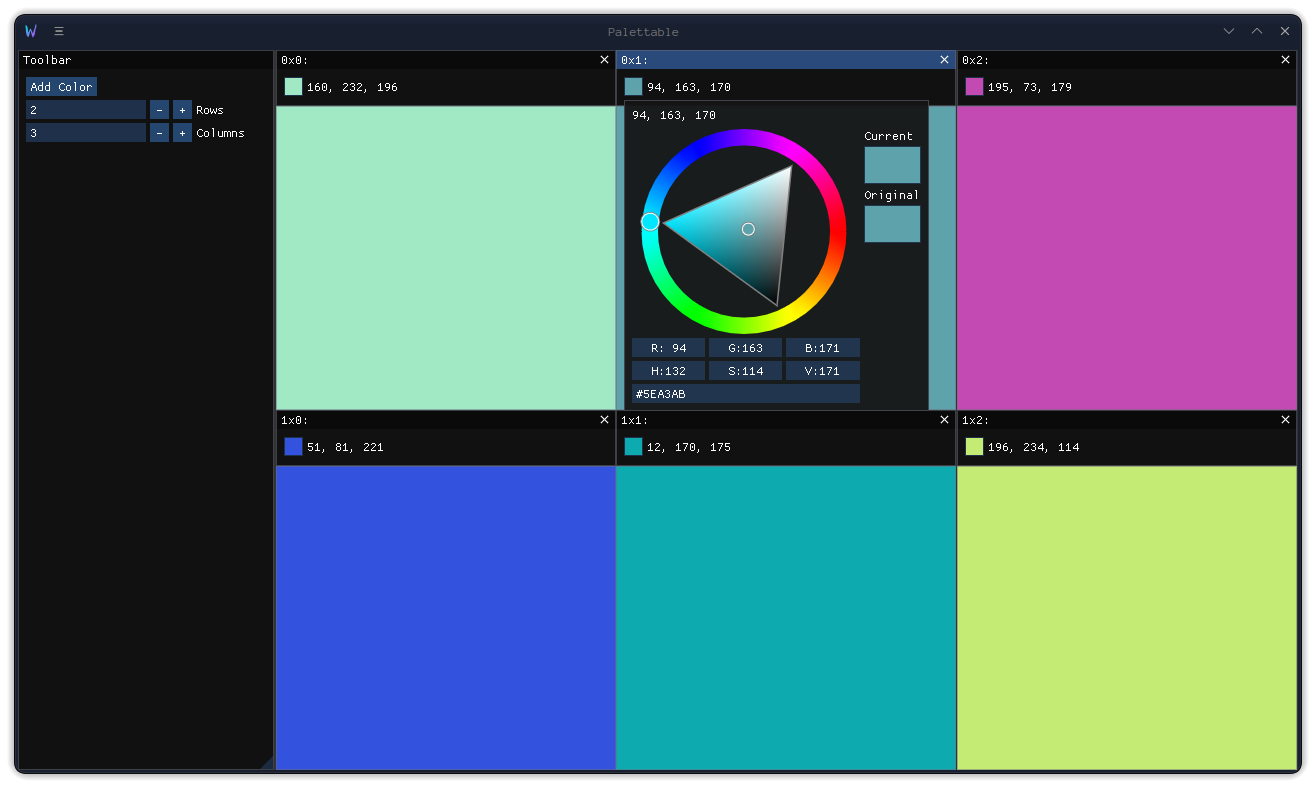 Palettable
Toolbar
Add Color
2 - + Rows
3 - + Columns
0x0:
160, 232, 196
0x1:
94, 163, 170
94, 163, 170
Current
Original
R: 94 G:163 B:171
H:132 S:114 V:171
#5EA3AB
0x2:
195, 73, 179
1x0:
51, 81, 221
1x1:
12, 170, 175
1x2:
196, 234, 114